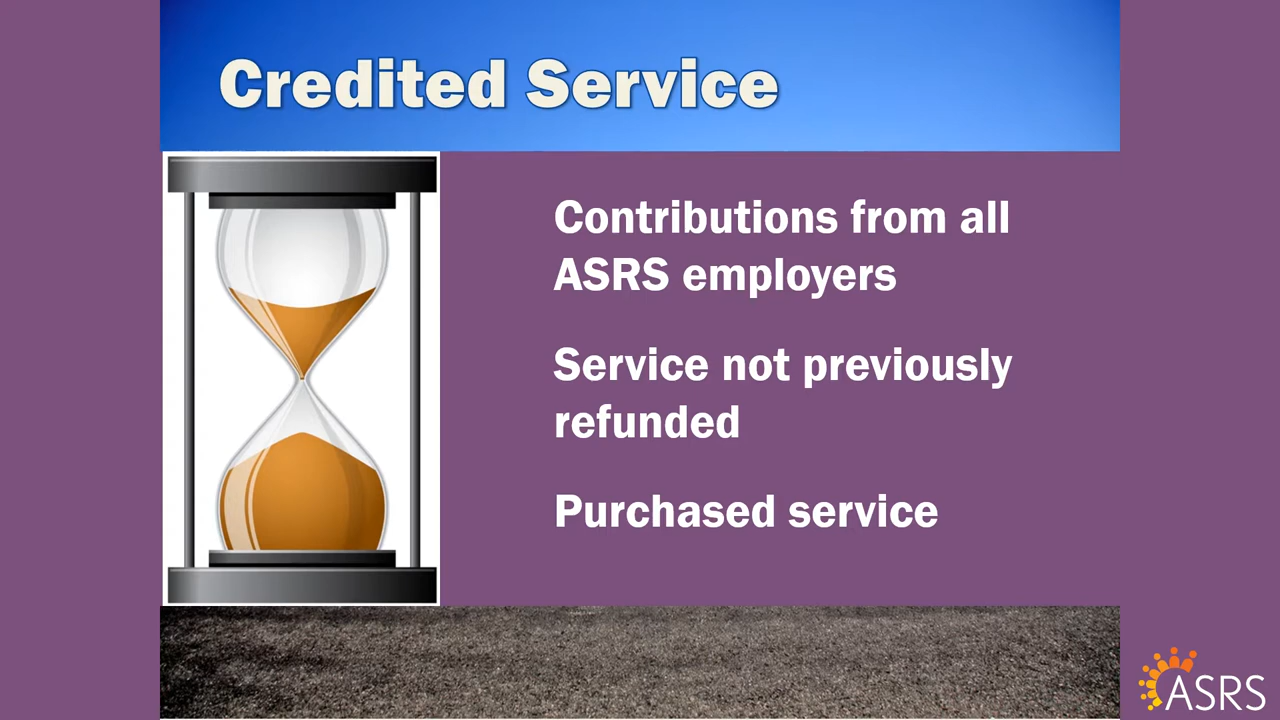 Credited Service
Contributions from all
ASRS employers
Service not previously
refunded
Purchased service
ASRS